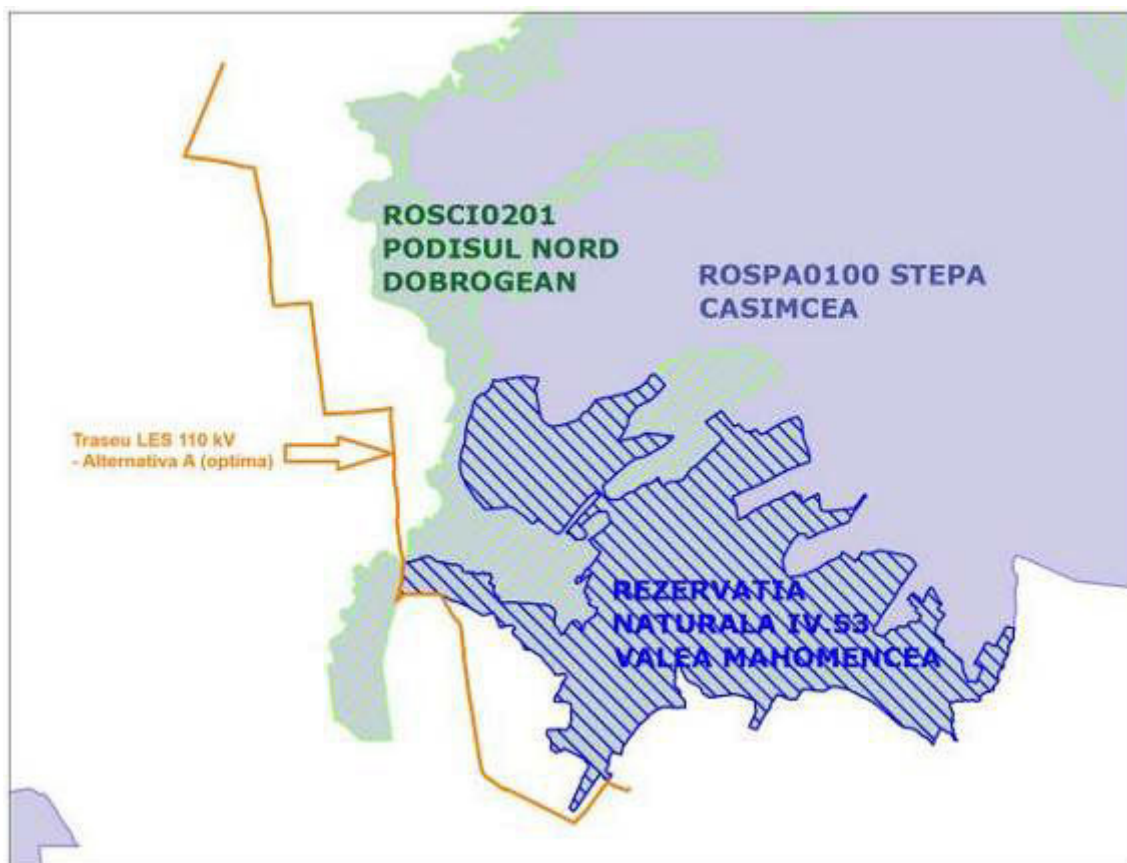 ROSCI0201
PODISUL NORD
DOBROGEAN
ROSPA0100 STEPA
CASIMCEA
Traseu LES 110 kV
- Alternativa A (optima)
REZERVATIA
NATURALA IV.53
VALEA MAHOMENCEA